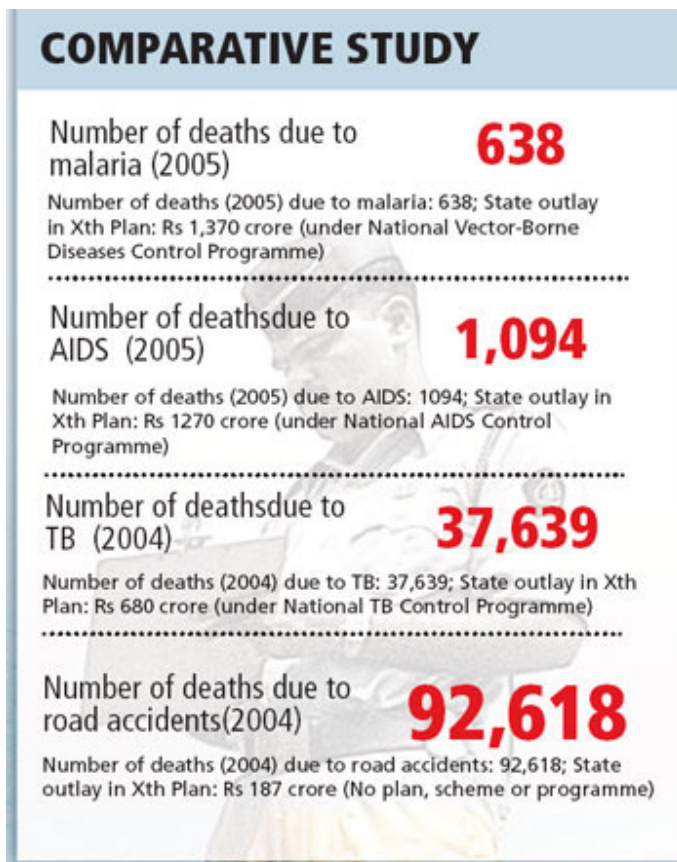 COMPARATIVE STUDY
Number of deaths due to
malaria (2005)
638
Number of deaths (2005) due to malaria: 638; State outlay
in Xth Plan: Rs 1,370 crore (under National Vector-Borne
Diseases Control Programme)
Number of deathsdue to
AIDS (2005)
1,094
Number of deaths (2005) due to AIDS: 1094; State outlay in
Xth Plan: Rs 1270 crore (under National AIDS Control
Programme)
Number of deathsdue to
TB (2004)
37,639
Number of deaths (2004) due to TB: 37,639; State outlay in Xth
Plan: Rs 680 crore (under National TB Control Programme)
Number of deaths due to
road accidents(2004)
92,618
Number of deaths (2004) due to road accidents: 92,618; State
outlay in Xth Plan: Rs 187 crore (No plan, scheme or programme)